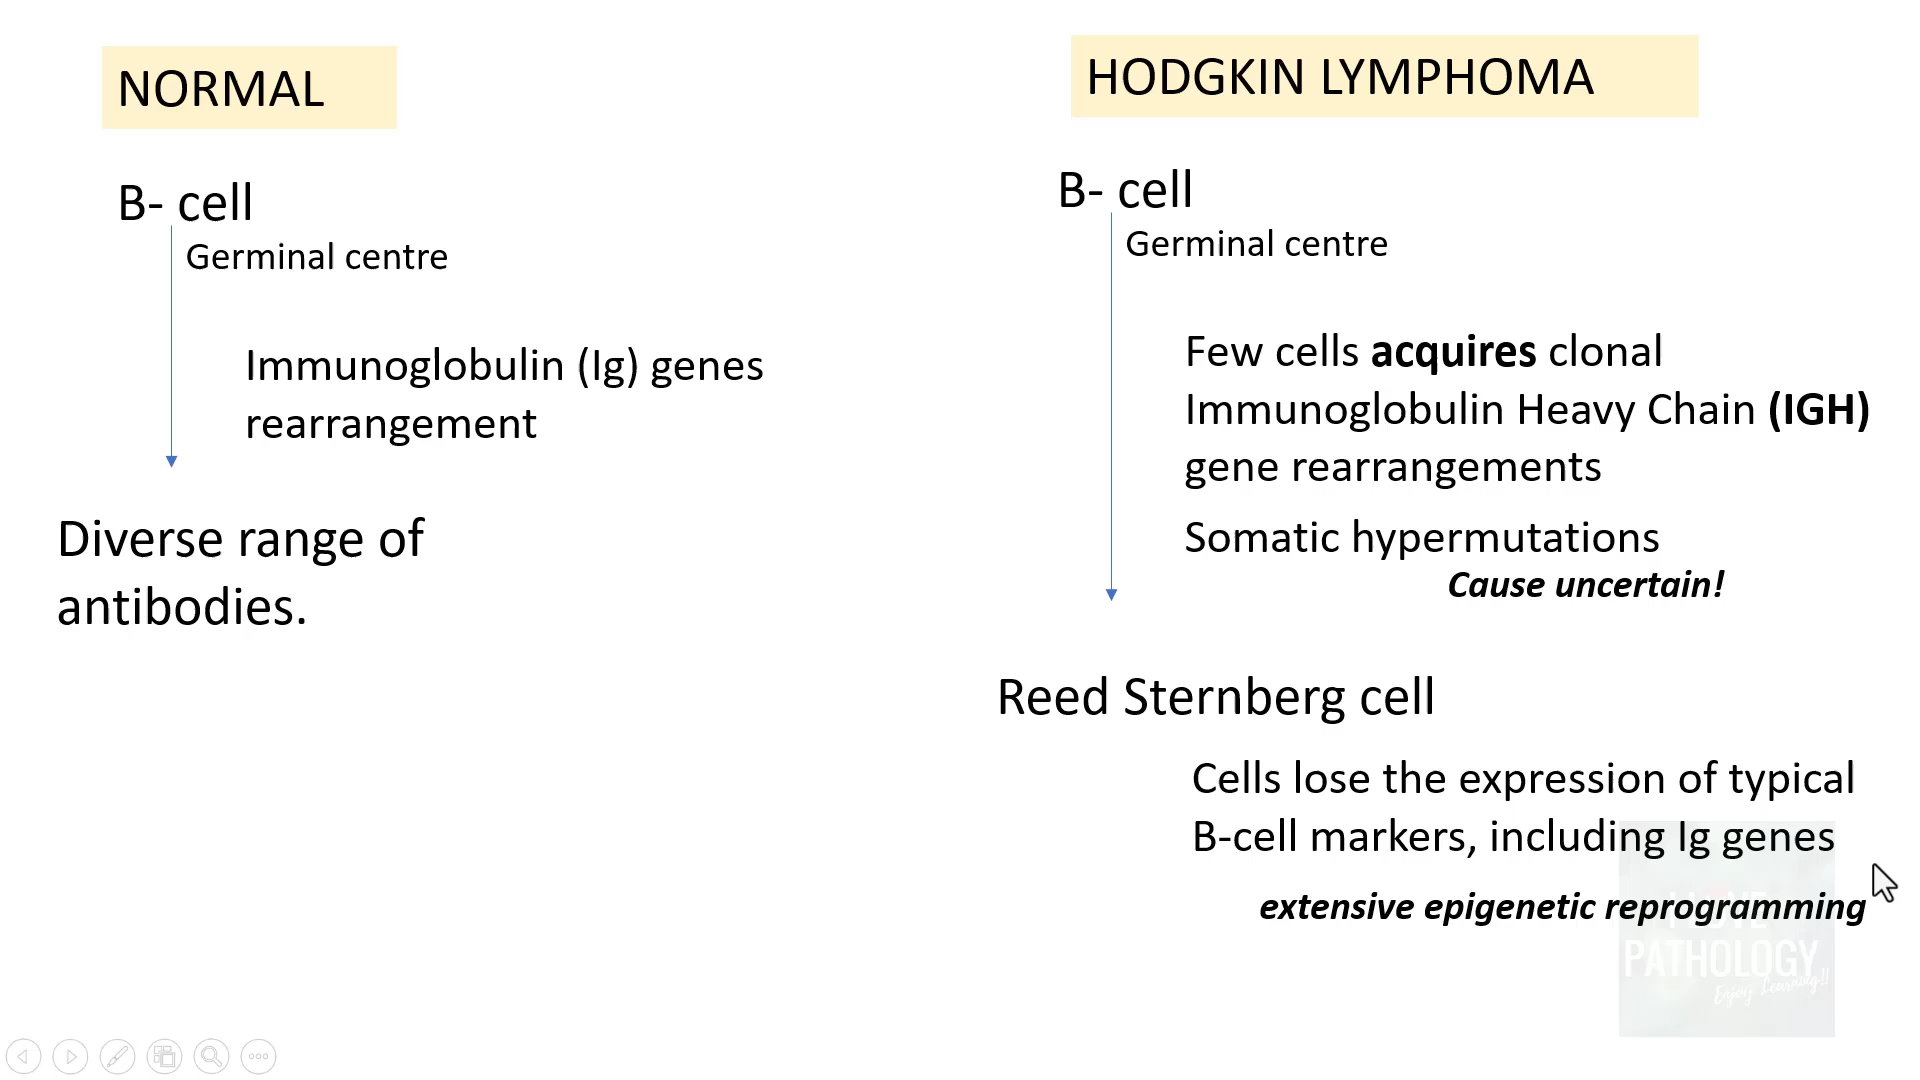 NORMAL
B- cell
Germinal centre
Immunoglobulin (Ig) genes
rearrangement
Diverse range of
antibodies.
HODGKIN LYMPHOMA
B- cell
Germinal centre
Few cells acquires clonal
Immunoglobulin Heavy Chain (IGH)
gene rearrangements
Somatic hypermutations
Cause uncertain!
Reed Sternberg cell
Cells lose the expression of typical
B-cell markers, including Ig genes
extensive epigenetic reprogramming
PATHOLOGY
Enjoy Learning!!